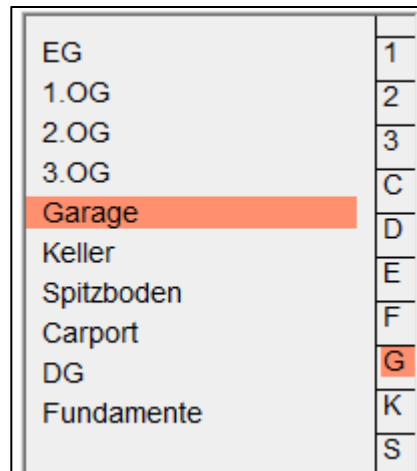 EG
1.OG
2.OG
3.OG
Garage
Keller
Spitzboden
Carport
DG
Fundamente
1
2
3
C
D
E
F
G
K
S